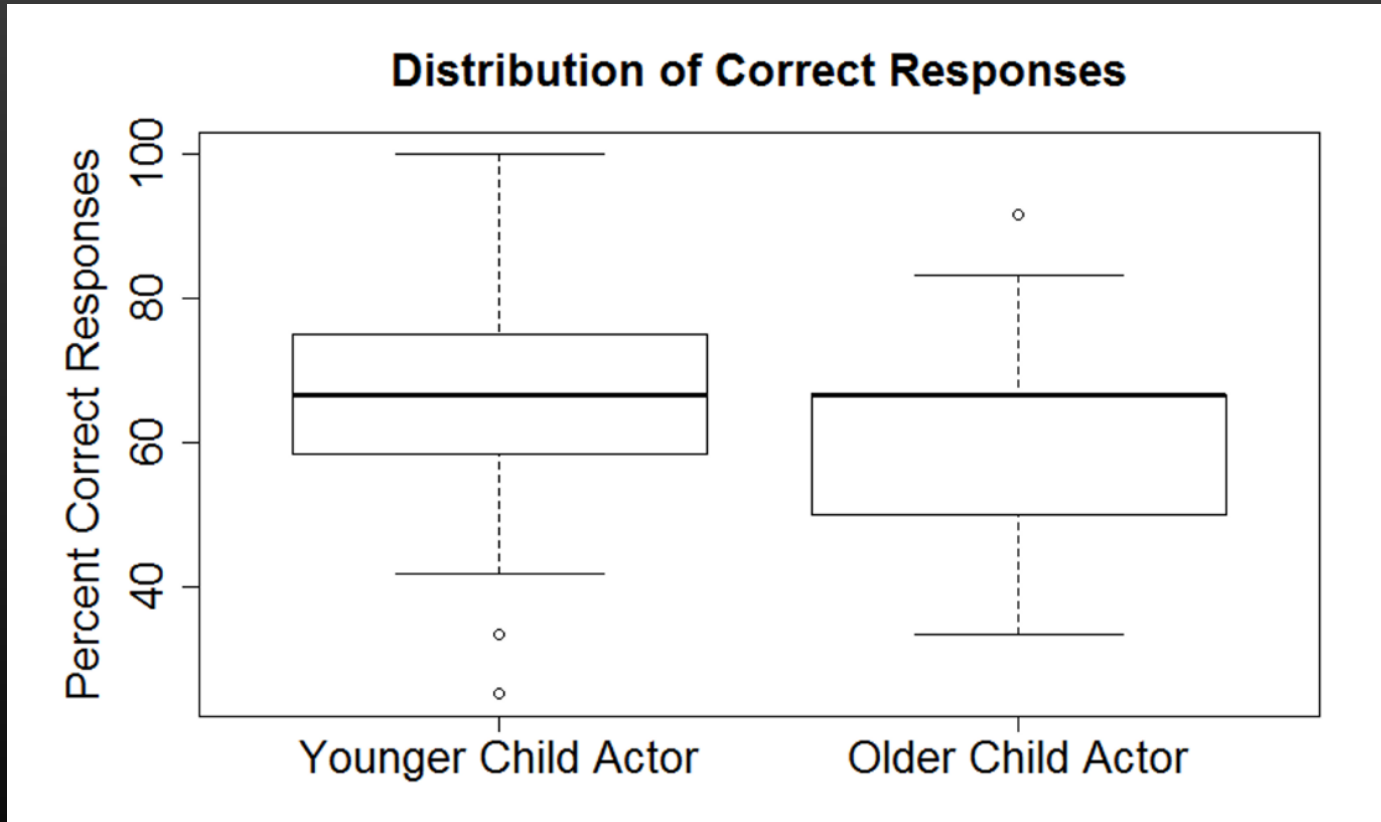 Distribution of Correct Responses
Percent Correct Responses
100
80
60
40
Younger Child Actor
Older Child Actor